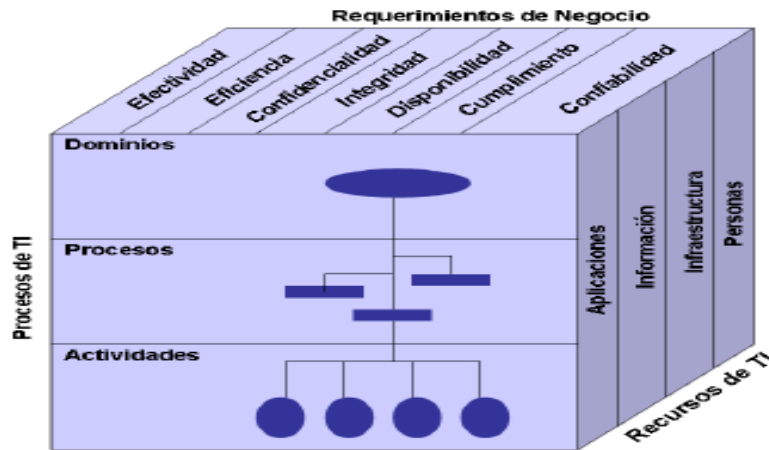 Requerimientos de Negocio
Efectividad
Eficiencia
Confidencialidad
Integridad
Disponibilidad
Cumplimiento
Confiabilidad
Dominios
Procesos
Actividades
Procesos de TI
Aplicaciones
Información
Infraestructura
Personas
Recursos de TI